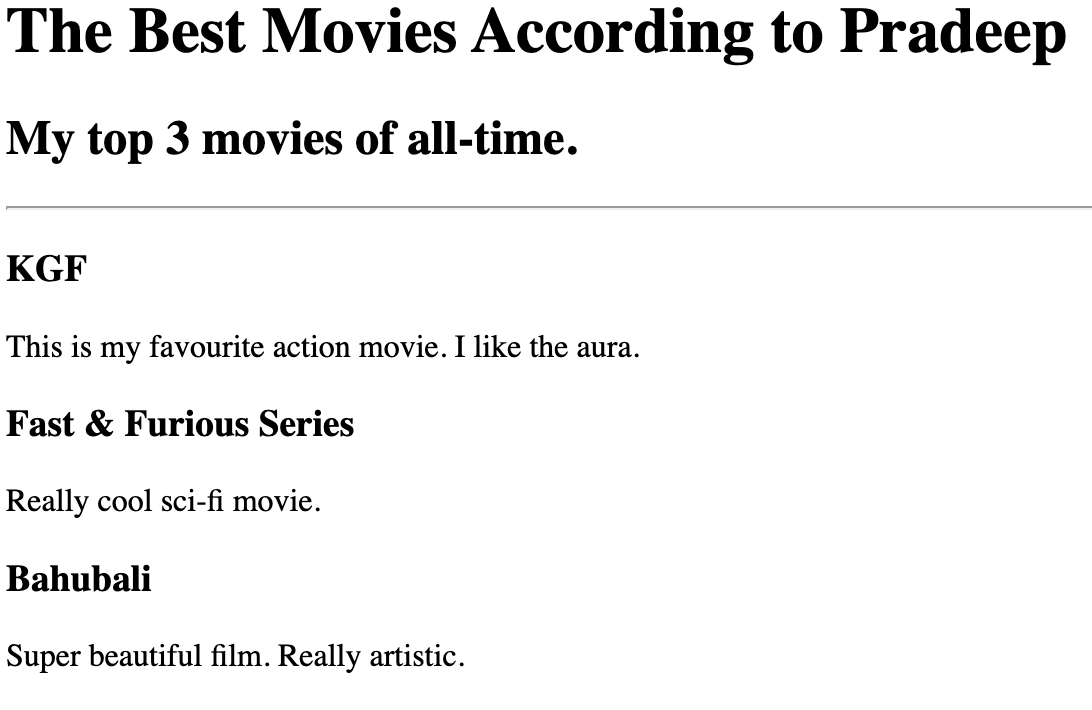 The Best Movies According to Pradeep
My top 3 movies of all-time.
KGF
This is my favourite action movie. I like the aura.
Fast & Furious Series
Really cool sci-fi movie.
Bahubali
Super beautiful film. Really artistic.